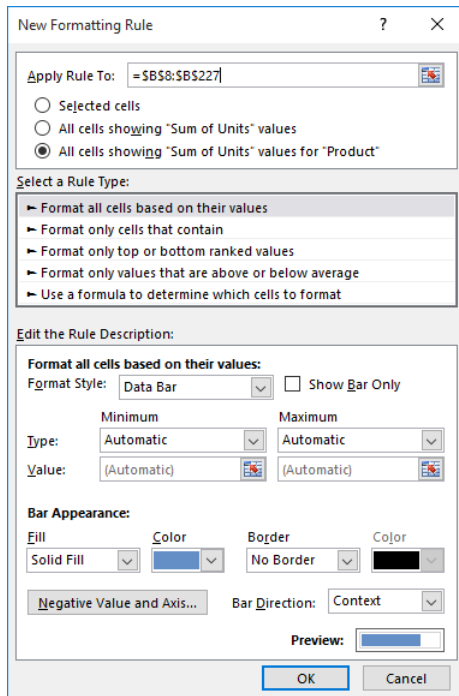 New Formatting Rule ? ×
Apply Rule To: =$B$8:$B$227
Selected cells
All cells showing "Sum of Units" values
All cells showing "Sum of Units" values for "Product"
Select a Rule Type:
► Format all cells based on their values
► Format only cells that contain
► Format only top or bottom ranked values
► Format only values that are above or below average
► Use a formula to determine which cells to format
Edit the Rule Description:
Format all cells based on their values:
Format Style: Data Bar Show Bar Only
Minimum Maximum
Type: Automatic Automatic
Value: (Automatic) (Automatic)
Bar Appearance:
Fill Color Border Color
Solid Fill No Border
Negative Value and Axis... Bar Direction: Context
Preview:
OK Cancel